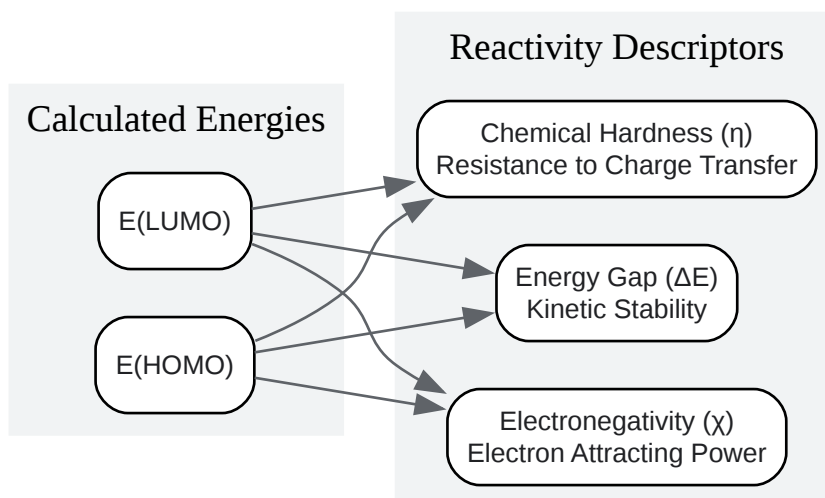 Reactivity Descriptors
Calculated Energies
Chemical Hardness (η)
Resistance to Charge Transfer
E(LUMO)
Energy Gap (ΔE)
Kinetic Stability
E(HOMO)
Electronegativity (χ)
Electron Attracting Power